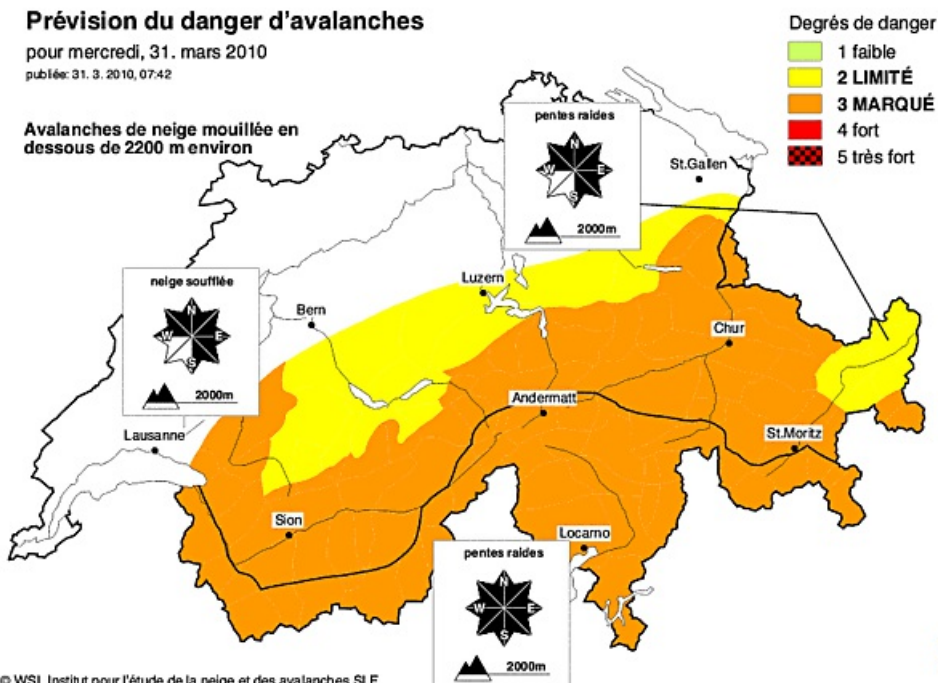 Prévision du danger d'avalanches
pour mercredi, 31. mars 2010
publiée: 31. 3. 2010, 07:42
Avalanches de neige mouillée en
dessous de 2200 m environ
Degrés de danger
1 faible
2 LIMITÉ
3 MARQUÉ
4 fort
5 très fort
pentes raides
N
W E
S
2000m
St.Gallen
neige soufflée
N
W E
S
2000m
Luzern
Bern
Chur
Andermatt
Lausanne
St.Moritz
Sion
Locarno
pentes raides
N
W E
S
2000m
© WSL Institut pour l'étude de la neige et des avalanches SLF